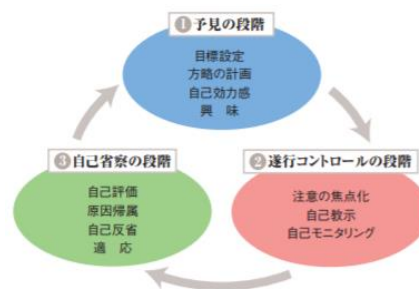 ❶予見の段階
目標設定
方略の計画
自己効力感
興　味
❷遂行コントロールの段階
注意の焦点化
自己教示
自己モニタリング
❸自己省察の段階
自己評価
原因帰属
自己反省
適　応